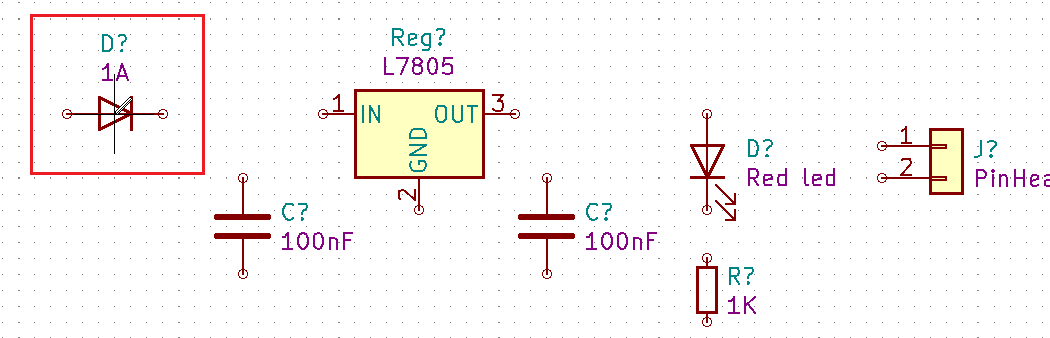 D?
1A
Reg?
L7805
1
IN
OUT
3
GND
2
C?
100nF
C?
100nF
D?
Red led
R?
1K
1
2
J?
PinHea